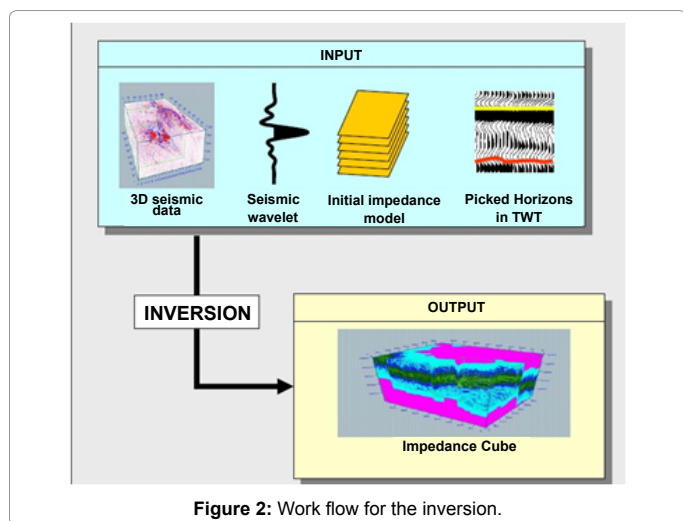 INPUT
3D seismic
data
Seismic
wavelet
Initial impedance
model
Picked Horizons
in TWT
INVERSION
OUTPUT
Impedance Cube
Figure 2: Work flow for the inversion.